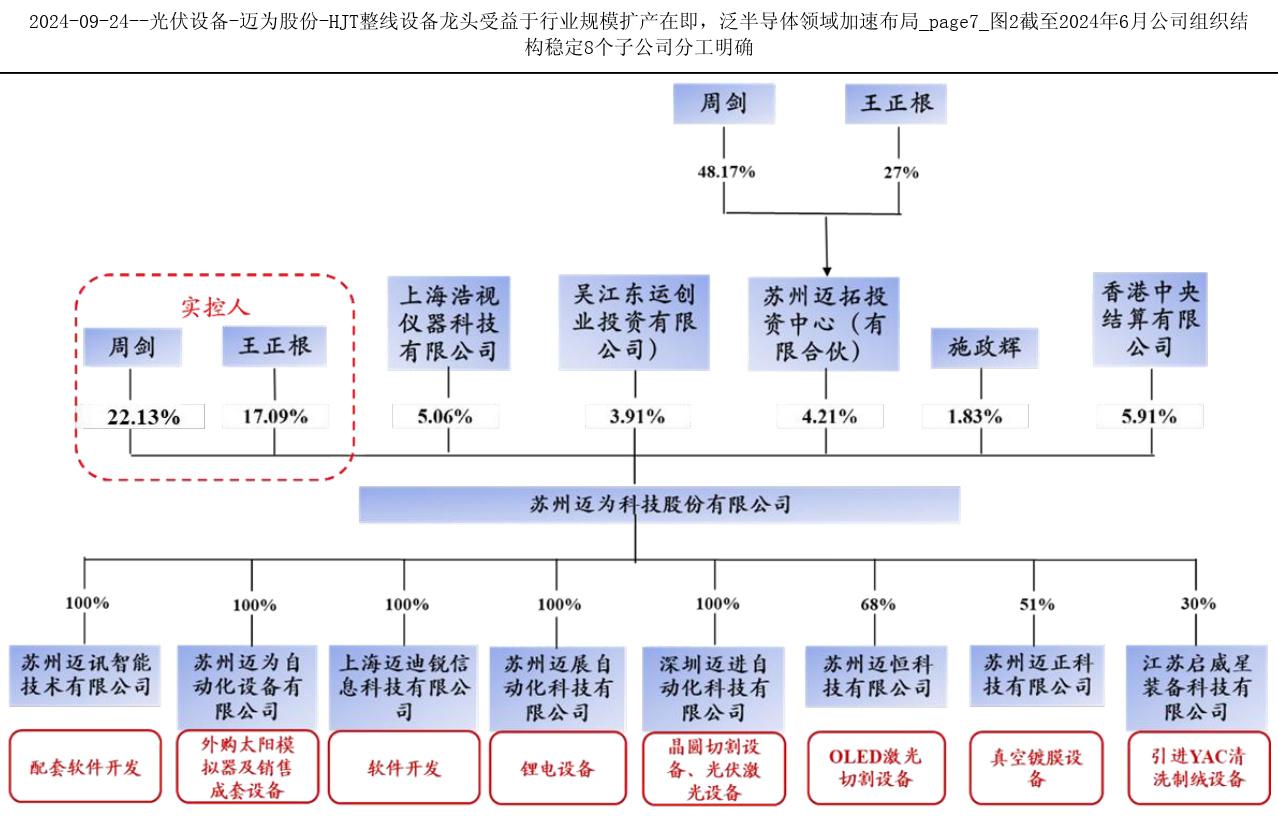 2024-09-24--光伏设备-迈为股份-HJT整线设备龙头受益于行业规模扩产在即，泛半导体领域加速布局_page7_图2截至2024年6月公司组织结
构稳定8个子公司分工明确
周剑
王正根
48.17%
27%
实控人
周剑
王正根
上海浩视
仪器科技
有限公司
吴江东运创
业投资有限
公司）
苏州迈拓投
资中心（有
限合伙）
施政辉
香港中央
结算有限
公司
22.13%
17.09%
5.06%
3.91%
4.21%
1.83%
5.91%
苏州迈为科技股份有限公司
100%
100%
100%
100%
100%
68%
51%
30%
苏州迈讯智能
技术有限公司
苏州迈为自
动化设备有
限公司
上海迈迪锐信
息科技有限公
司
苏州迈展自
动化科技有
限公司
深圳迈进自
动化科技有
限公司
苏州迈恒科
技有限公司
苏州迈正科
技有限公司
江苏启威星
装备科技有
限公司
配套软件开发
外购太阳模
拟器及销售
成套设备
软件开发
锂电设备
晶圆切割设
备、光伏激
光设备
OLED激光
切割设备
真空镀膜设
备
引进YAC清
洗制绒设备